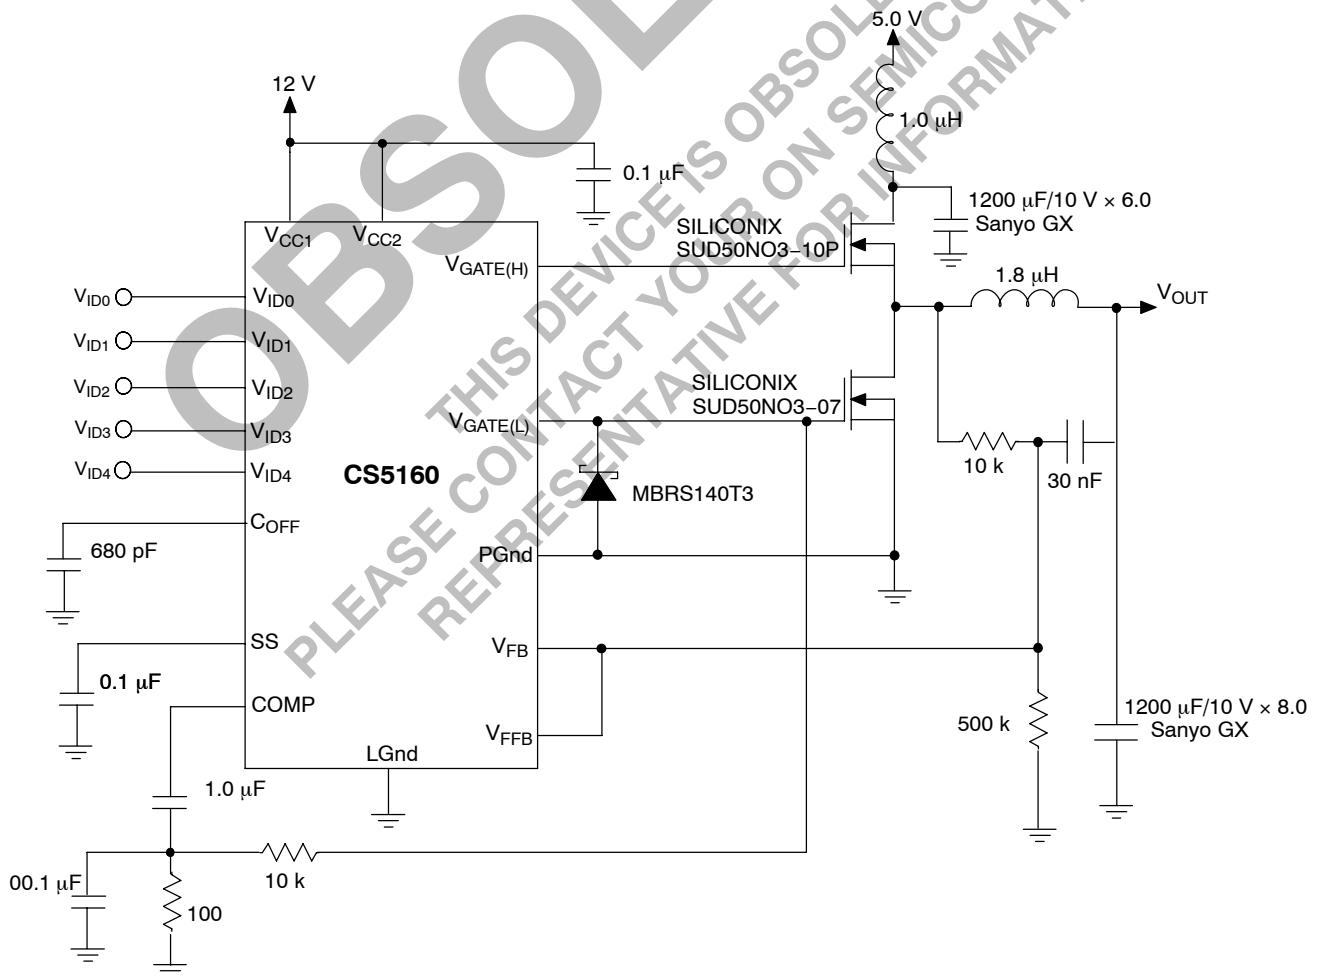 5.0 V
12 V
1.0 µH
0.1 µF
1200 µF/10 V × 6.0
Sanyo GX
SILICONIX
SUD50NO3−10P
VCC1
VCC2
VGATE(H)
1.8 µH
VOUT
VID0
VID0
VID1
VID1
VID2
VID2
VID3
VID3
VID4
VID4
SILICONIX
SUD50NO3−07
VGATE(L)
CS5160
10 k
30 nF
MBRS140T3
COFF
680 pF
PGnd
SS
VFB
0.1 µF
COMP
VFFB
500 k
1200 µF/10 V × 8.0
Sanyo GX
LGnd
1.0 µF
10 k
00.1 µF
100
OBSOL
THIS DEVICE IS OBSOLE
PLEASE CONTACT YOUR ON SEMICO
REPRESENTATIVE FOR INFORMAT